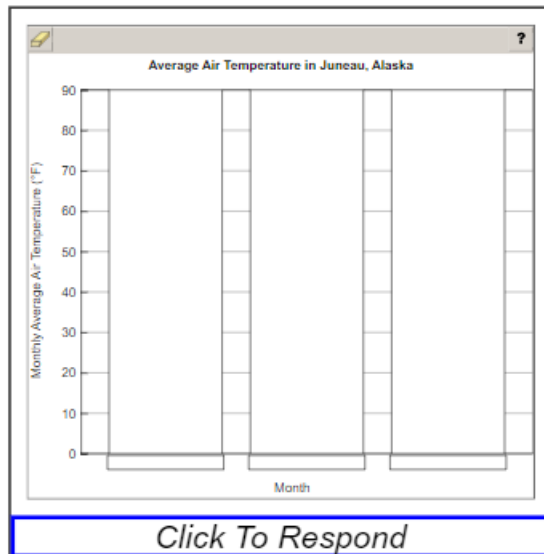 ?
Average Air Temperature in Juneau, Alaska
Monthly Average Air Temperature (°F)
90
80
70
60
50
40
30
20
10
0
Month
Click To Respond